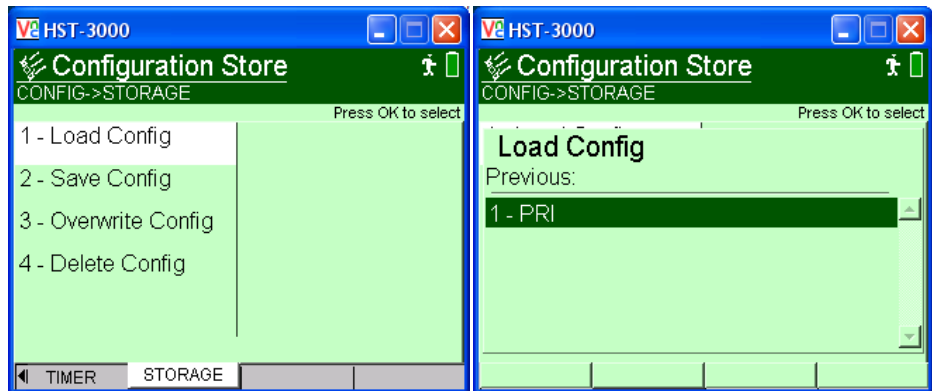 HST-3000
Configuration Store
CONFIG->STORAGE
Press OK to select
1 - Load Config
2 - Save Config
3 - Overwrite Config
4 - Delete Config
TIMER STORAGE
HST-3000
Configuration Store
CONFIG->STORAGE
Press OK to select
Load Config
Previous:
1 - PRI